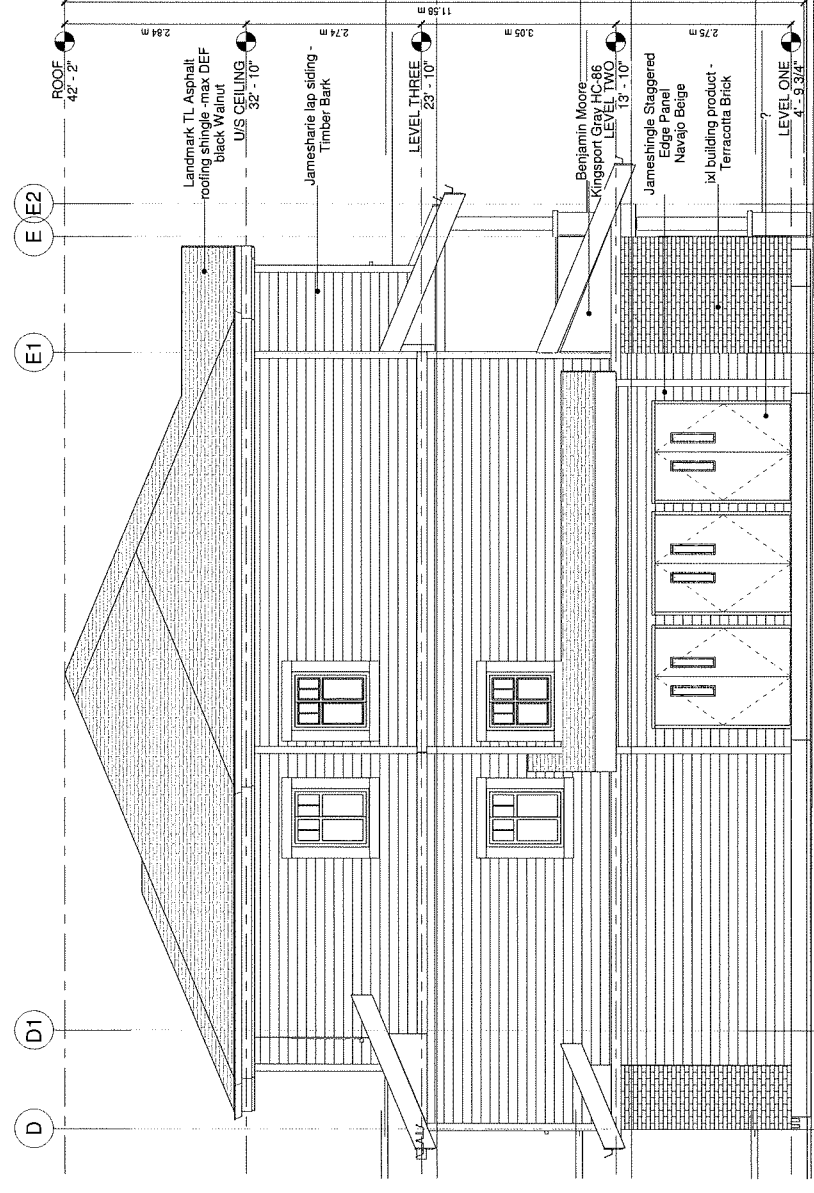 D
D1
E1
E
E2
11.58 m
2.84 m
2.74 m
3.05 m
2.75 m
ROOF
42' - 2"
Landmark TL Asphalt
roofing shingle -max DEF
black Walnut
U/S CEILING
32' - 10"
Jamesharie lap siding -
Timber Bark
LEVEL THREE
23' - 10"
Benjamin Moore
Kingsport Gray HC-86
LEVEL TWO
13' - 10"
Jameshingle Staggered
Edge Panel
Navajo Beige
ixl building product -
Terracotta Brick
?
LEVEL ONE
4' - 9 3/4"